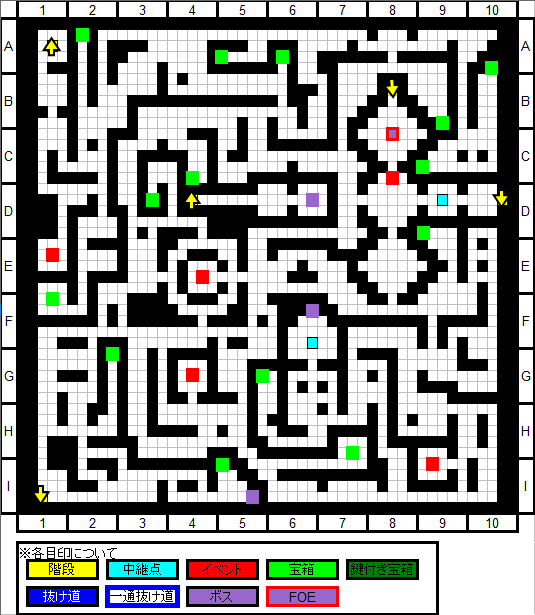 1 2 3 4 5 6 7 8 9 10
A A
B B
C C
D D
E E
F F
G G
H H
I I
1 2 3 4 5 6 7 8 9 10
※各目印について
階段 中継点 イベント 宝箱 鍵付き宝箱
抜け道 一通抜け道 ボス FOE